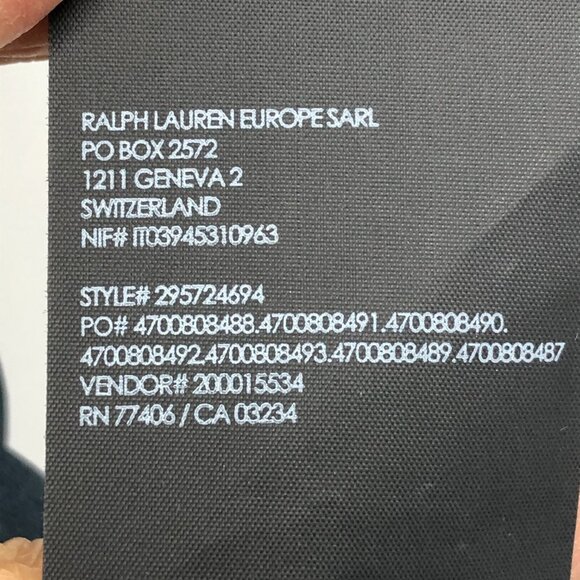 RALPH LAUREN EUROPE SARL
PO BOX 2572
1211 GENEVA 2
SWITZERLAND
NIF# IT03945310963
STYLE# 295724694
PO# 4700808488.4700808491.4700808490.
4700808492.4700808493.4700808489.4700808487
VENDOR# 200015534
RN 77406 / CA 03234